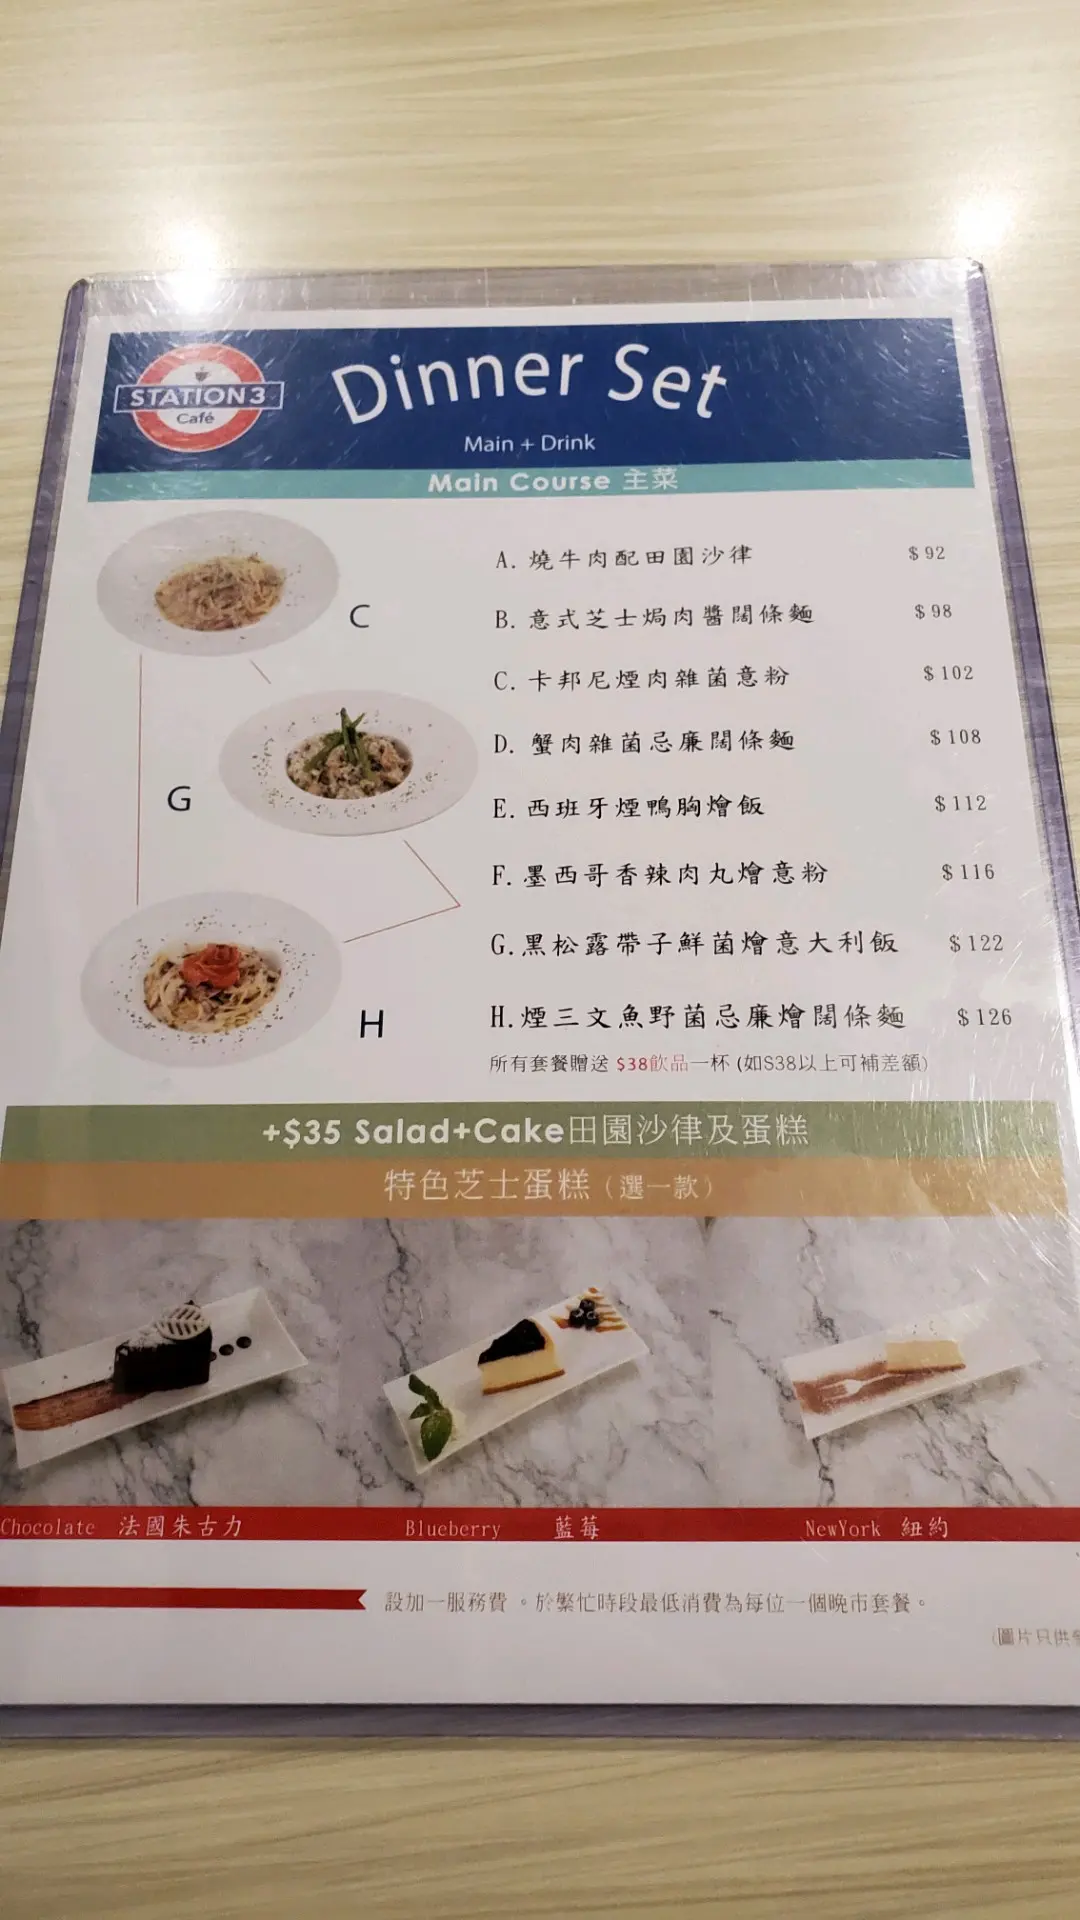 STATION 3
Café
Dinner Set
Main + Drink
Main Course 主菜
A. 燒牛肉配田園沙律 $92
B. 意式芝士焗肉醬闊條麵 $98
C. 卡邦尼煙肉雜菌意粉 $102
D. 蟹肉雜菌忌廉闊條麵 $108
E. 西班牙煙鴨胸燴飯 $112
F. 墨西哥香辣肉丸燴意粉 $116
G. 黑松露帶子鮮菌燴意大利飯 $122
H. 煙三文魚野菌忌廉燴闊條麵 $126
所有套餐贈送 $38飲品一杯 (如$38以上可補差額)
C
G
H
+$35 Salad+Cake田園沙律及蛋糕
特色芝士蛋糕 (選一款)
Chocolate 法國朱古力
Blueberry 藍莓
NewYork 紐約
設加一服務費 。於繁忙時段最低消費為每位一個晚市套餐。
(圖片只供